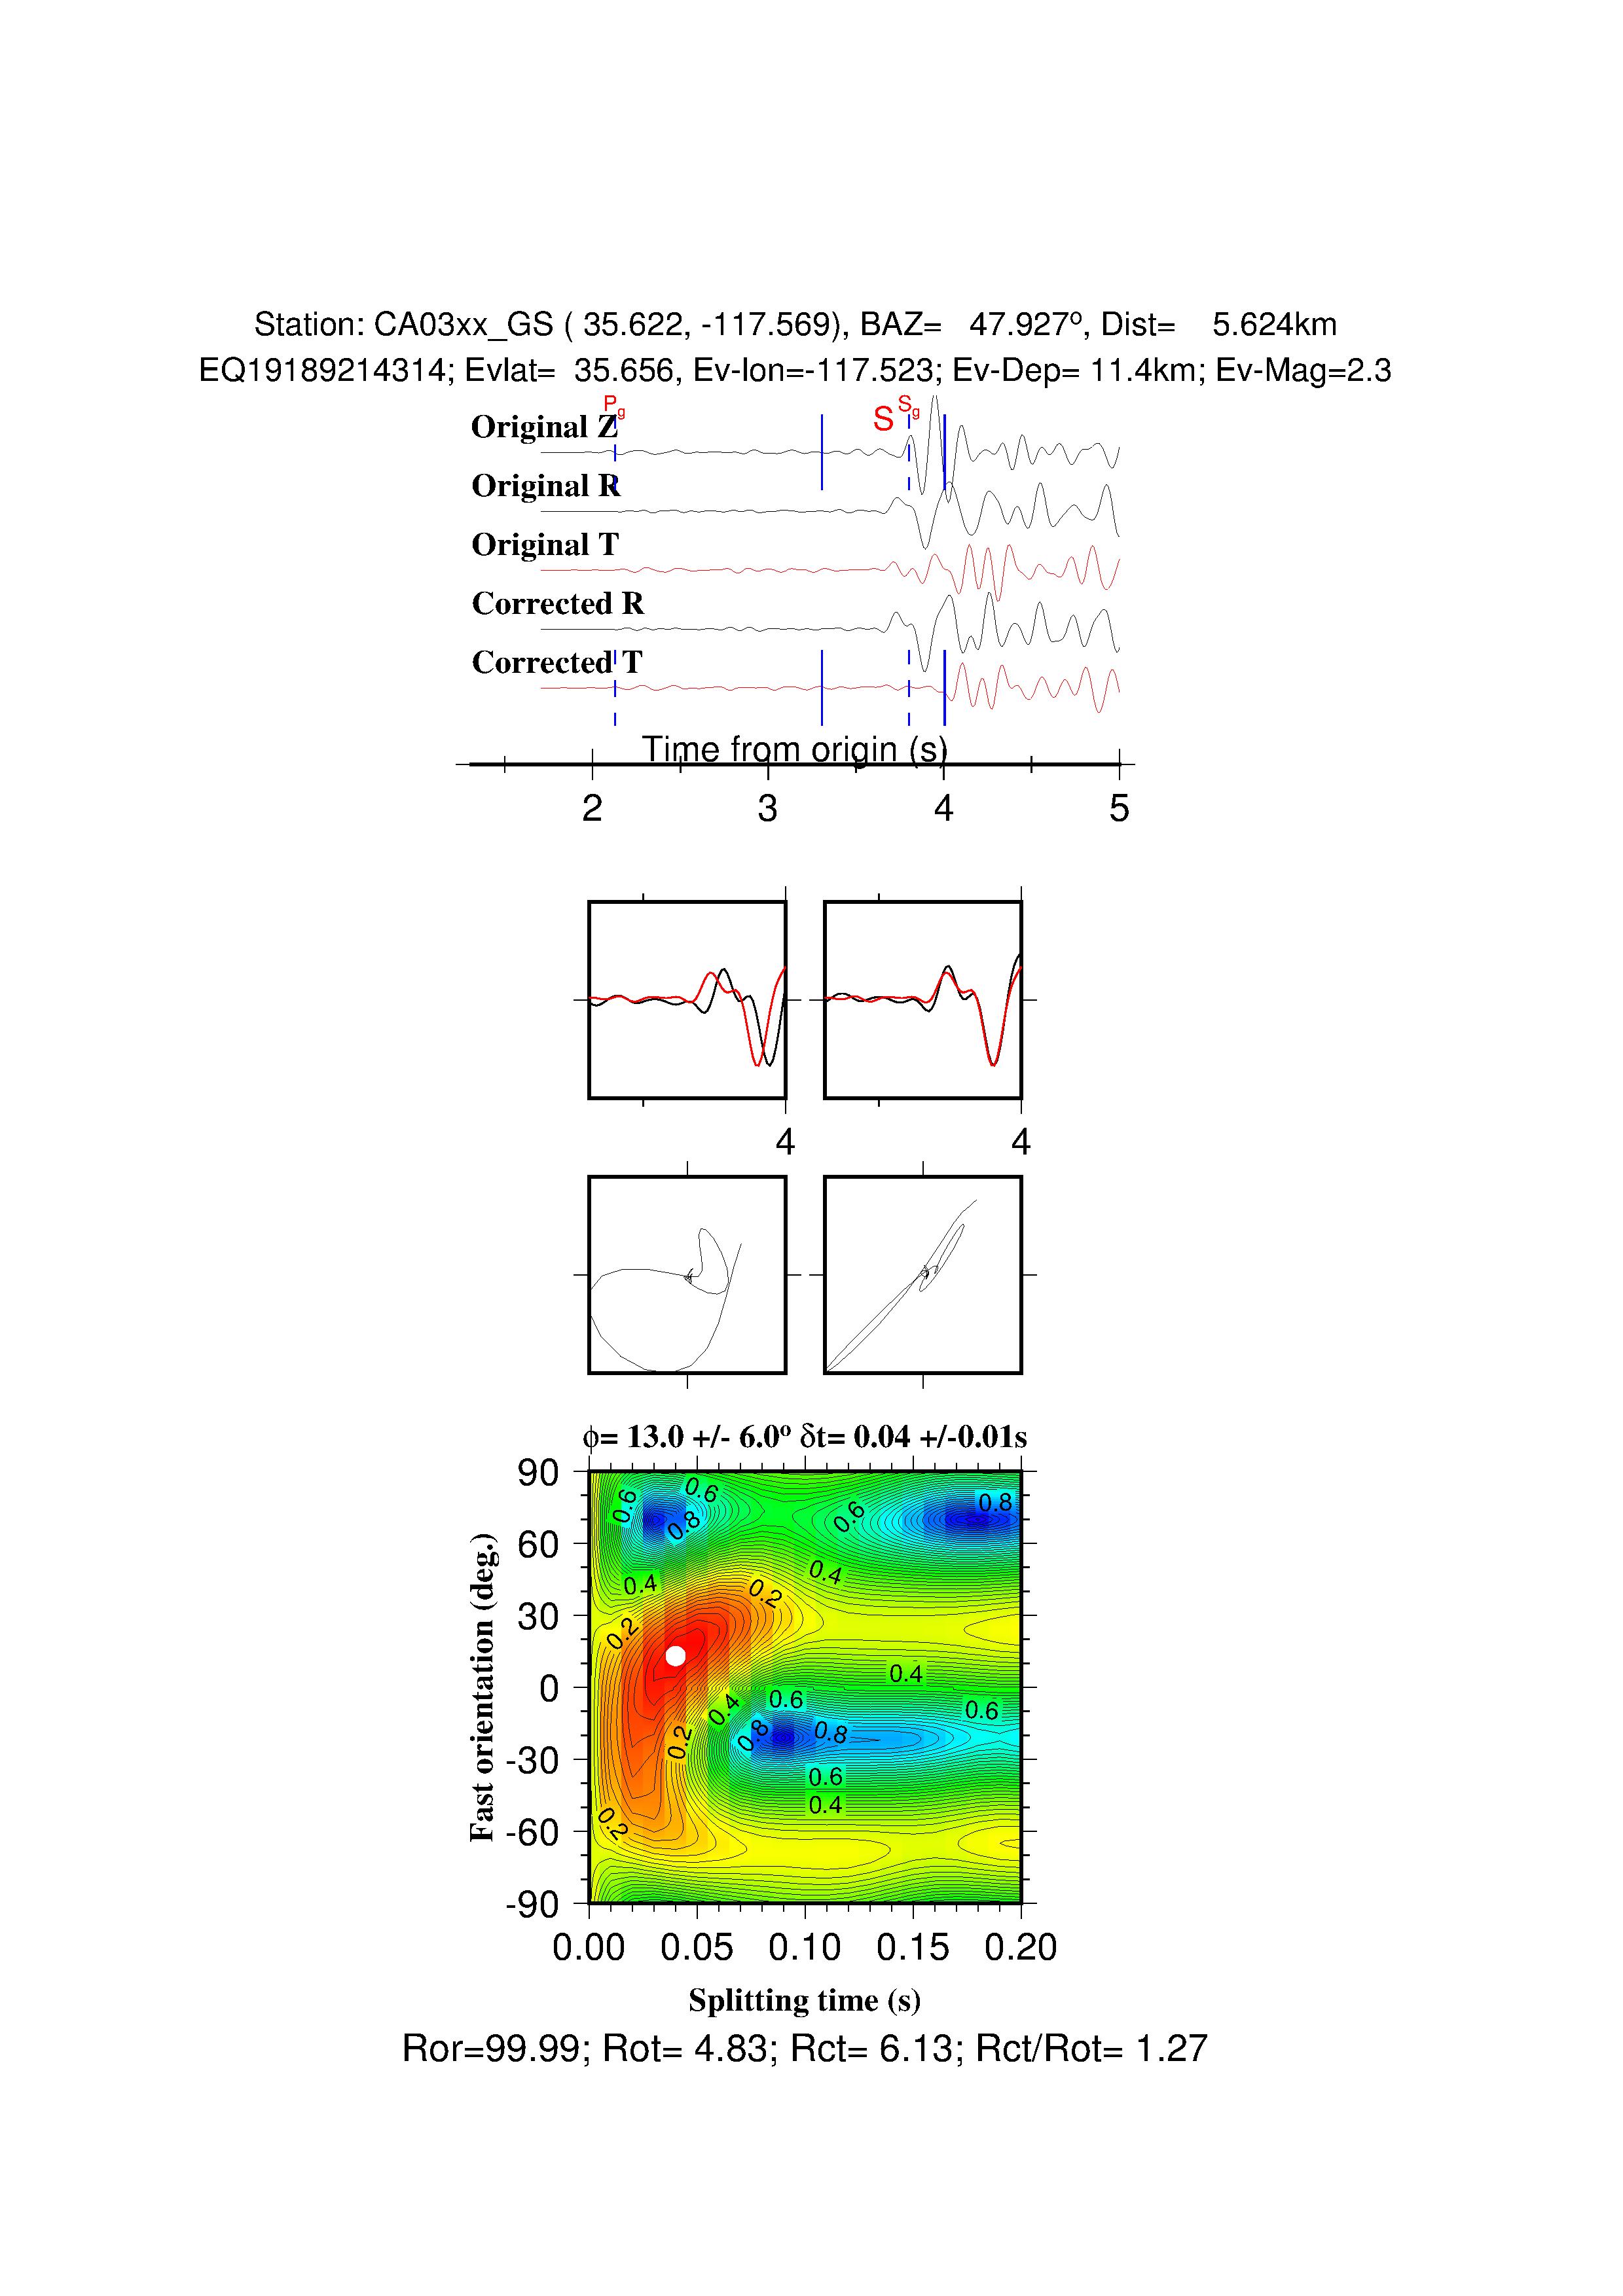 Station: CA03xx_GS ( 35.622, -117.569), BAZ= 47.927º, Dist= 5.624km
EQ19189214314; Evlat= 35.656, Ev-lon=-117.523; Ev-Dep= 11.4km; Ev-Mag=2.3
Pg S Sg
Original Z
Original R
Original T
Corrected R
Corrected T
Time from origin (s)
2 3 4 5
4 4
ϕ= 13.0 +/- 6.0º δt= 0.04 +/-0.01s
Fast orientation (deg.)
90
60
30
0
-30
-60
-90
0.6 0.6 0.8 0.6 0.8
0.4 0.2 0.4
0.2
0.4
0.4 0.6 0.6
0.2 0.8 0.8
0.6
0.2 0.4
0.00 0.05 0.10 0.15 0.20
Splitting time (s)
Ror=99.99; Rot= 4.83; Rct= 6.13; Rct/Rot= 1.27